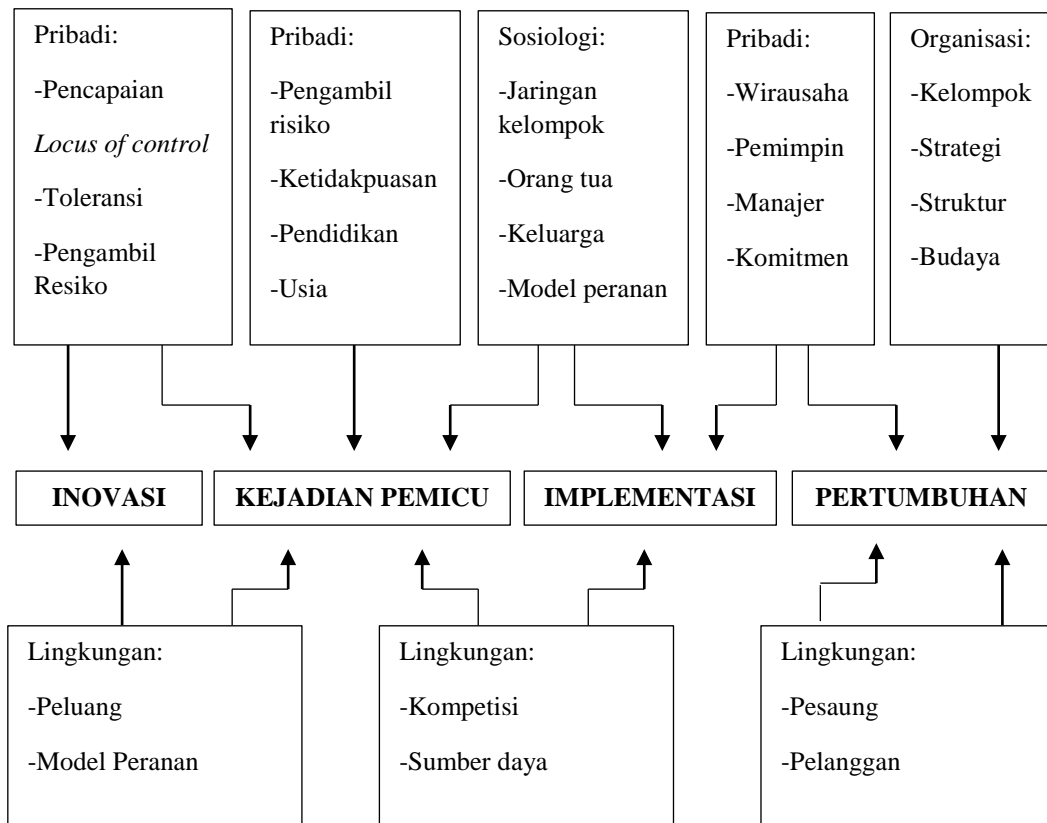 Pribadi:
-Pencapaian
Locus of control
-Toleransi
-Pengambil
Resiko
Pribadi:
-Pengambil
risiko
-Ketidakpuasan
-Pendidikan
-Usia
Sosiologi:
-Jaringan
kelompok
-Orang tua
-Keluarga
-Model peranan
Pribadi:
-Wirausaha
-Pemimpin
-Manajer
-Komitmen
Organisasi:
-Kelompok
-Strategi
-Struktur
-Budaya
INOVASI
KEJADIAN PEMICU
IMPLEMENTASI
PERTUMBUHAN
Lingkungan:
-Peluang
-Model Peranan
Lingkungan:
-Kompetisi
-Sumber daya
Lingkungan:
-Pesaung
-Pelanggan